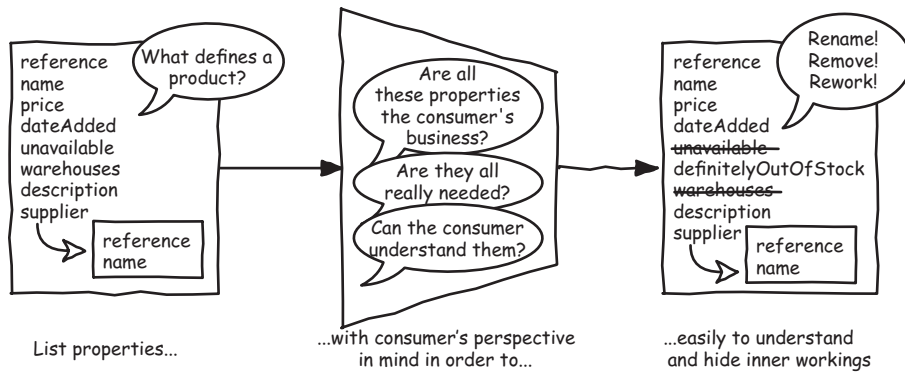 What defines a
product?
reference
name
price
dateAdded
unavailable
warehouses
description
supplier
reference
name
List properties...
Are all
these properties
the consumer's
business?
Are they all
really needed?
Can the consumer
understand them?
...with consumer's perspective
in mind in order to...
Rename!
Remove!
Rework!
reference
name
price
dateAdded
unavailable
definitelyOutOfStock
warehouses
description
supplier
reference
name
...easily to understand
and hide inner workings